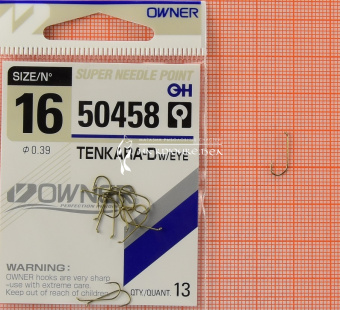 OWNER
SIZE/N°
SUPER NEEDLE POINT
16
50458
OH
φ0.39
TENKARA-D W/EYE
OWNER
WARNING:
OWNER hooks are very sharp
-use with extreme care.
Keep out of reach of children
QTY/QUANT. 13